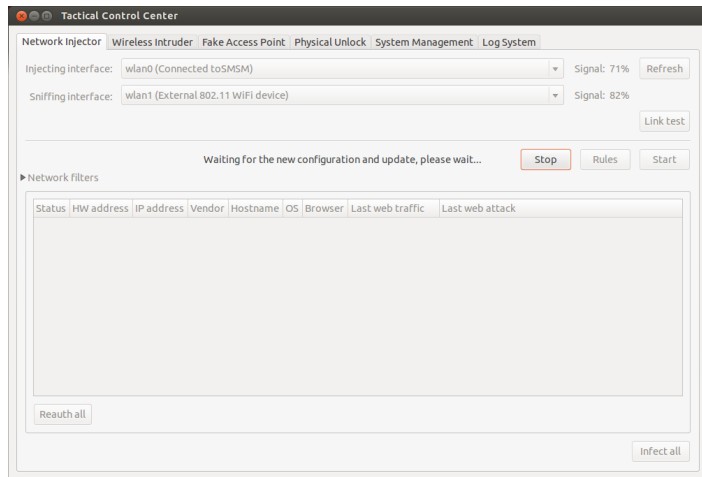 Tactical Control Center
Network Injector Wireless Intruder Fake Access Point Physical Unlock System Management Log System
Injecting interface: wlan0 (Connected toSMSM) Signal: 71% Refresh
Sniffing interface: wlan1 (External 802.11 WiFi device) Signal: 82%
Link test
Waiting for the new configuration and update, please wait... Stop Rules Start
Network filters
Status HW address IP address Vendor Hostname OS Browser Last web traffic Last web attack
Reauth all
Infect all